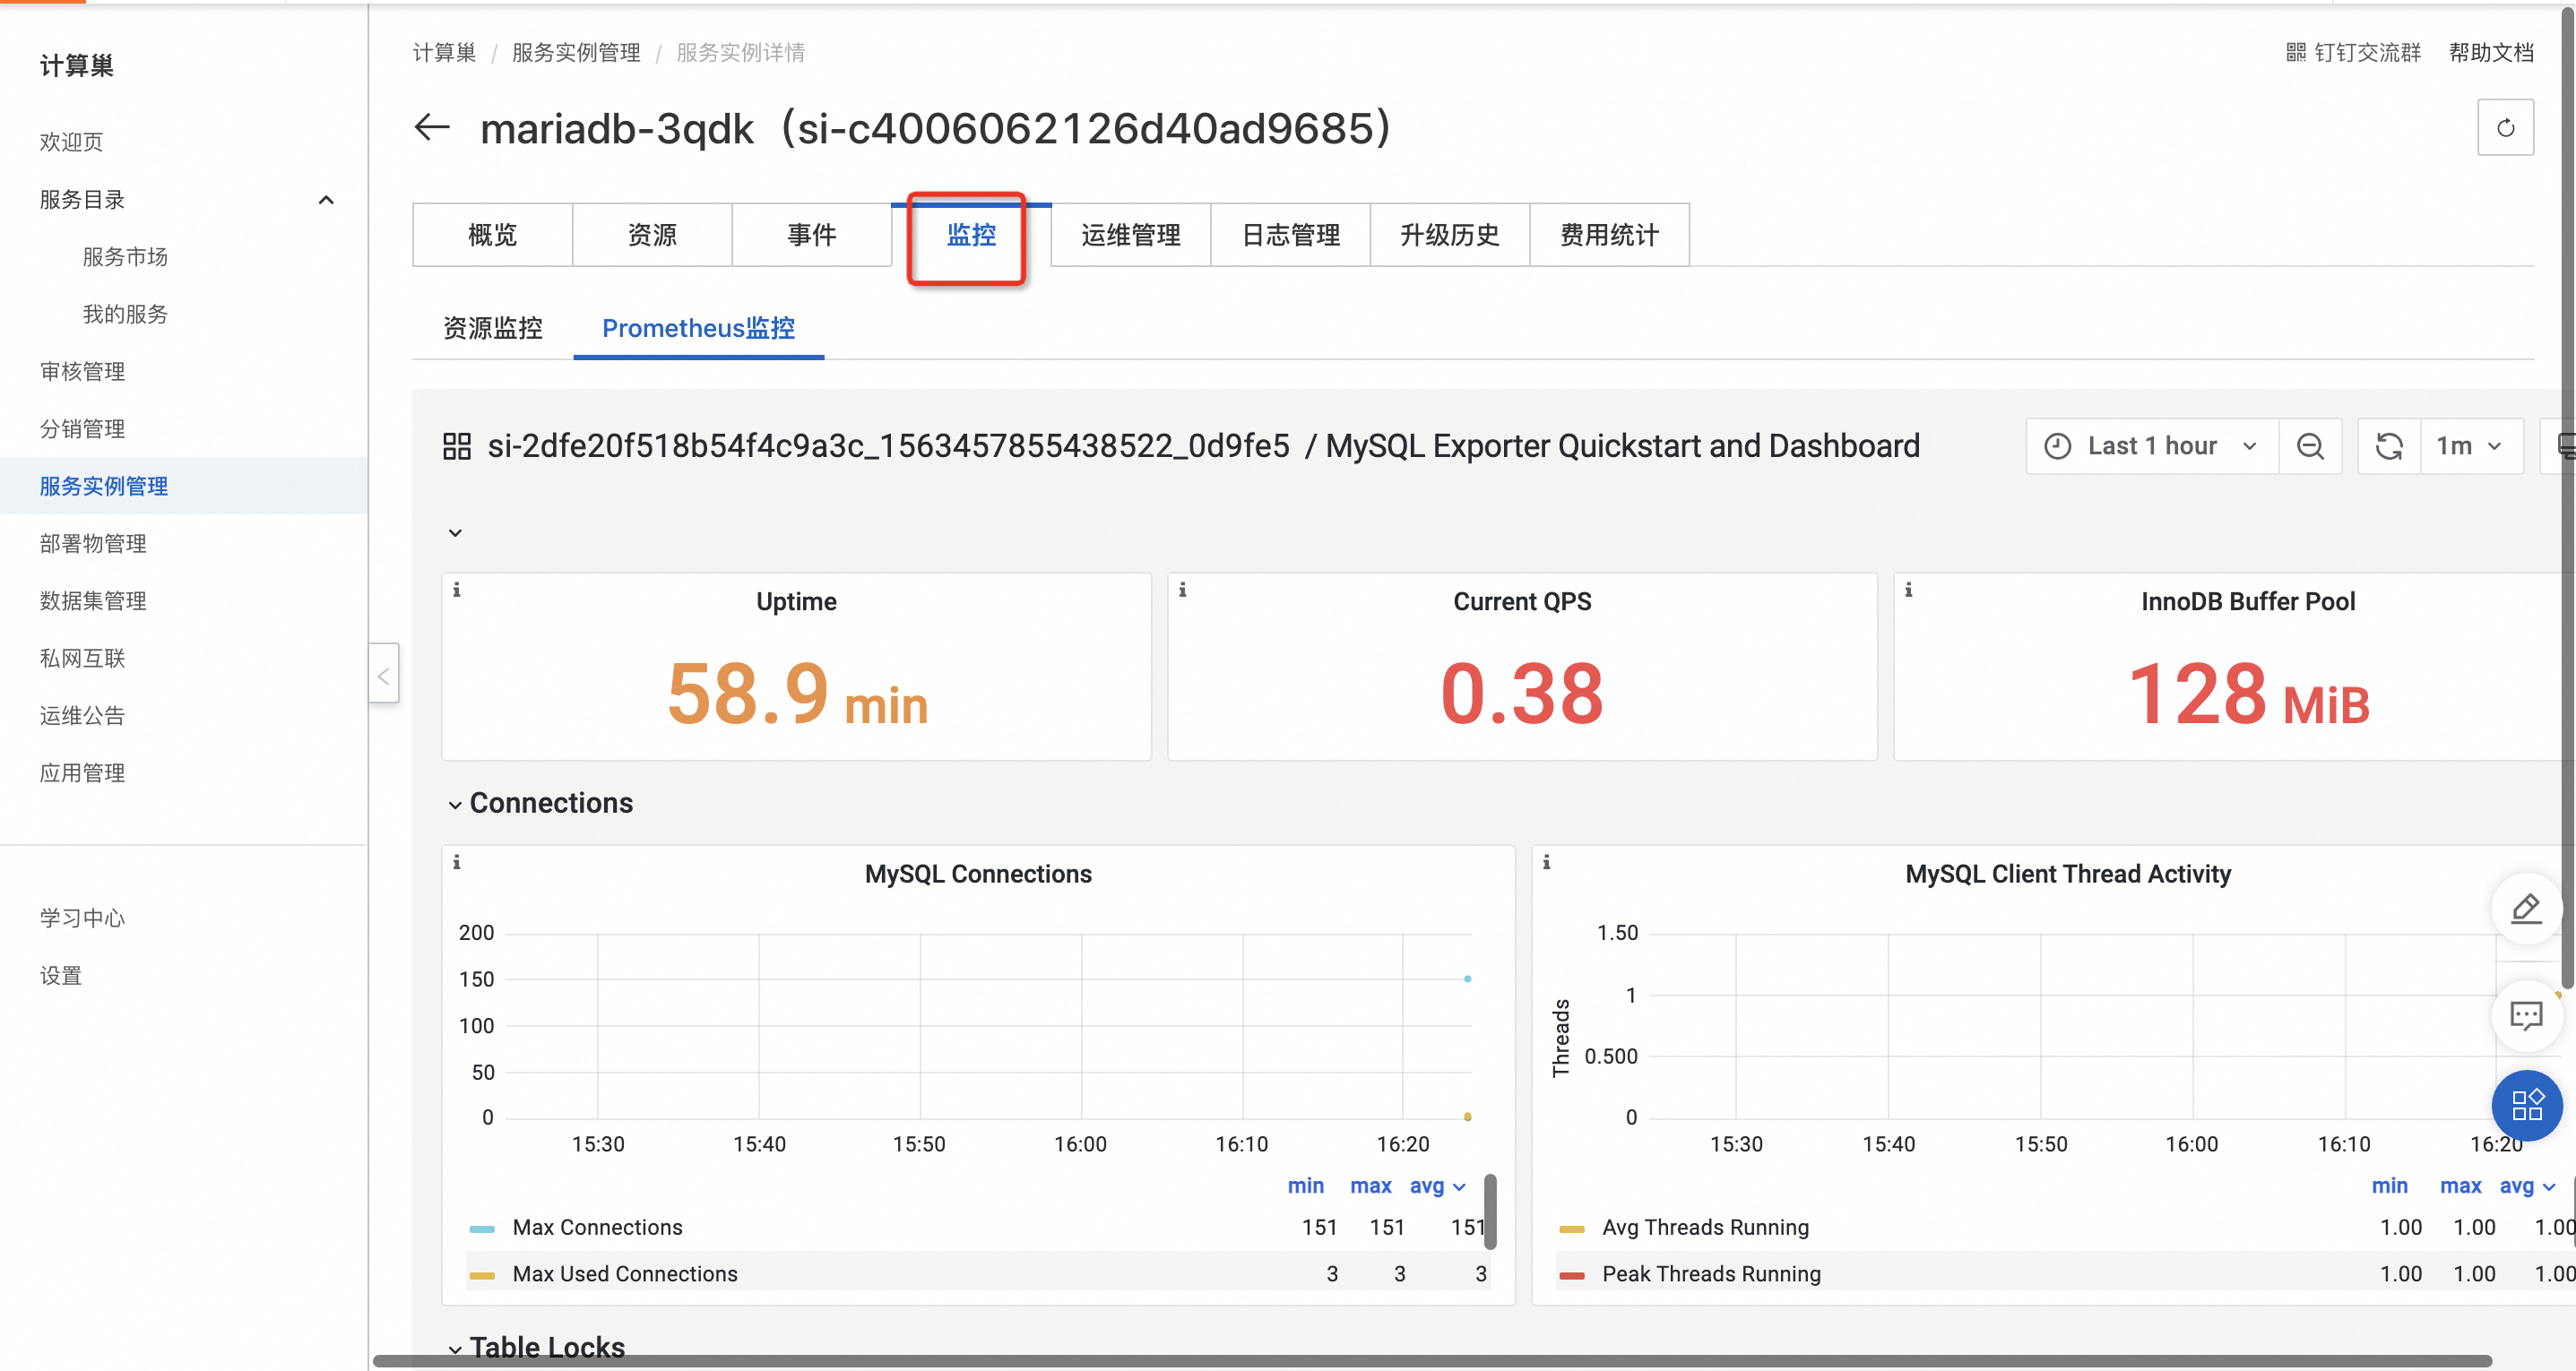 计算巢
欢迎页
服务目录
服务市场
我的服务
审核管理
分销管理
服务实例管理
部署物管理
数据集管理
私网互联
运维公告
应用管理
学习中心
设置
计算巢 / 服务实例管理 / 服务实例详情
钉钉交流群 帮助文档
mariadb-3qdk（si-c4006062126d40ad9685）
概览 资源 事件 监控 运维管理 日志管理 升级历史 费用统计
资源监控 Prometheus监控
si-2dfe20f518b54f4c9a3c_1563457855438522_0d9fe5 / MySQL Exporter Quickstart and Dashboard
Last 1 hour 1m
Uptime
58.9 min
Current QPS
0.38
InnoDB Buffer Pool
128 MiB
Connections
MySQL Connections
200
150
100
50
0
15:30 15:40 15:50 16:00 16:10 16:20
min max avg
Max Connections 151 151 151
Max Used Connections 3 3 3
MySQL Client Thread Activity
Threads
1.50
1
0.500
0
15:30 15:40 15:50 16:00 16:10 16:20
min max avg
Avg Threads Running 1.00 1.00 1.00
Peak Threads Running 1.00 1.00 1.00
Table Locks